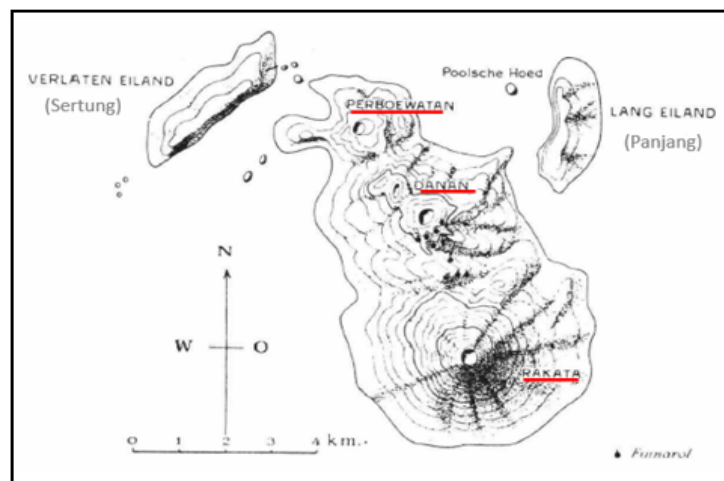 VERLATEN EILAND
(Sertung)
Poolsche Hoed
PERBOEWATAN
LANG EILAND
(Panjang)
DANAN
N
W O
RAKATA
0 1 2 3 4 km.
Fumarol